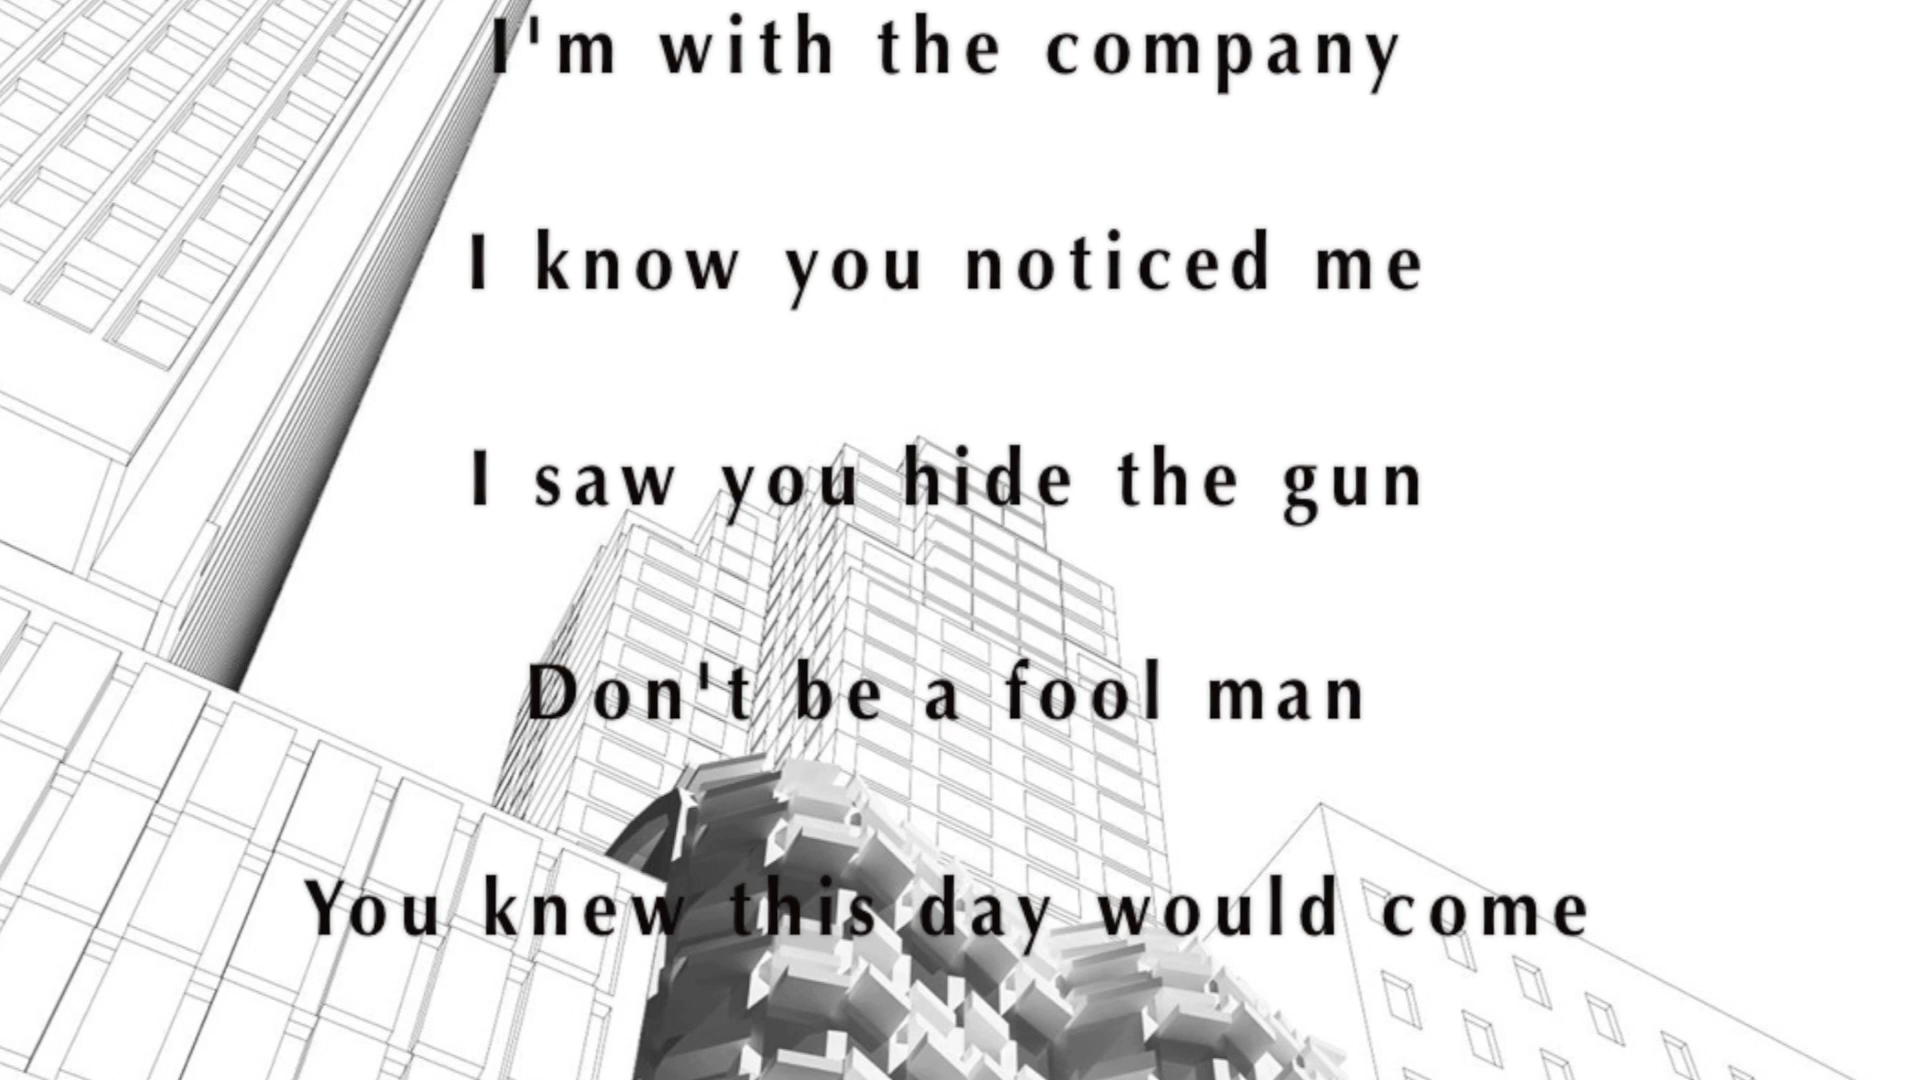 I'm with the company
I know you noticed me
I saw you hide the gun
Don't be a fool man
You knew this day would come